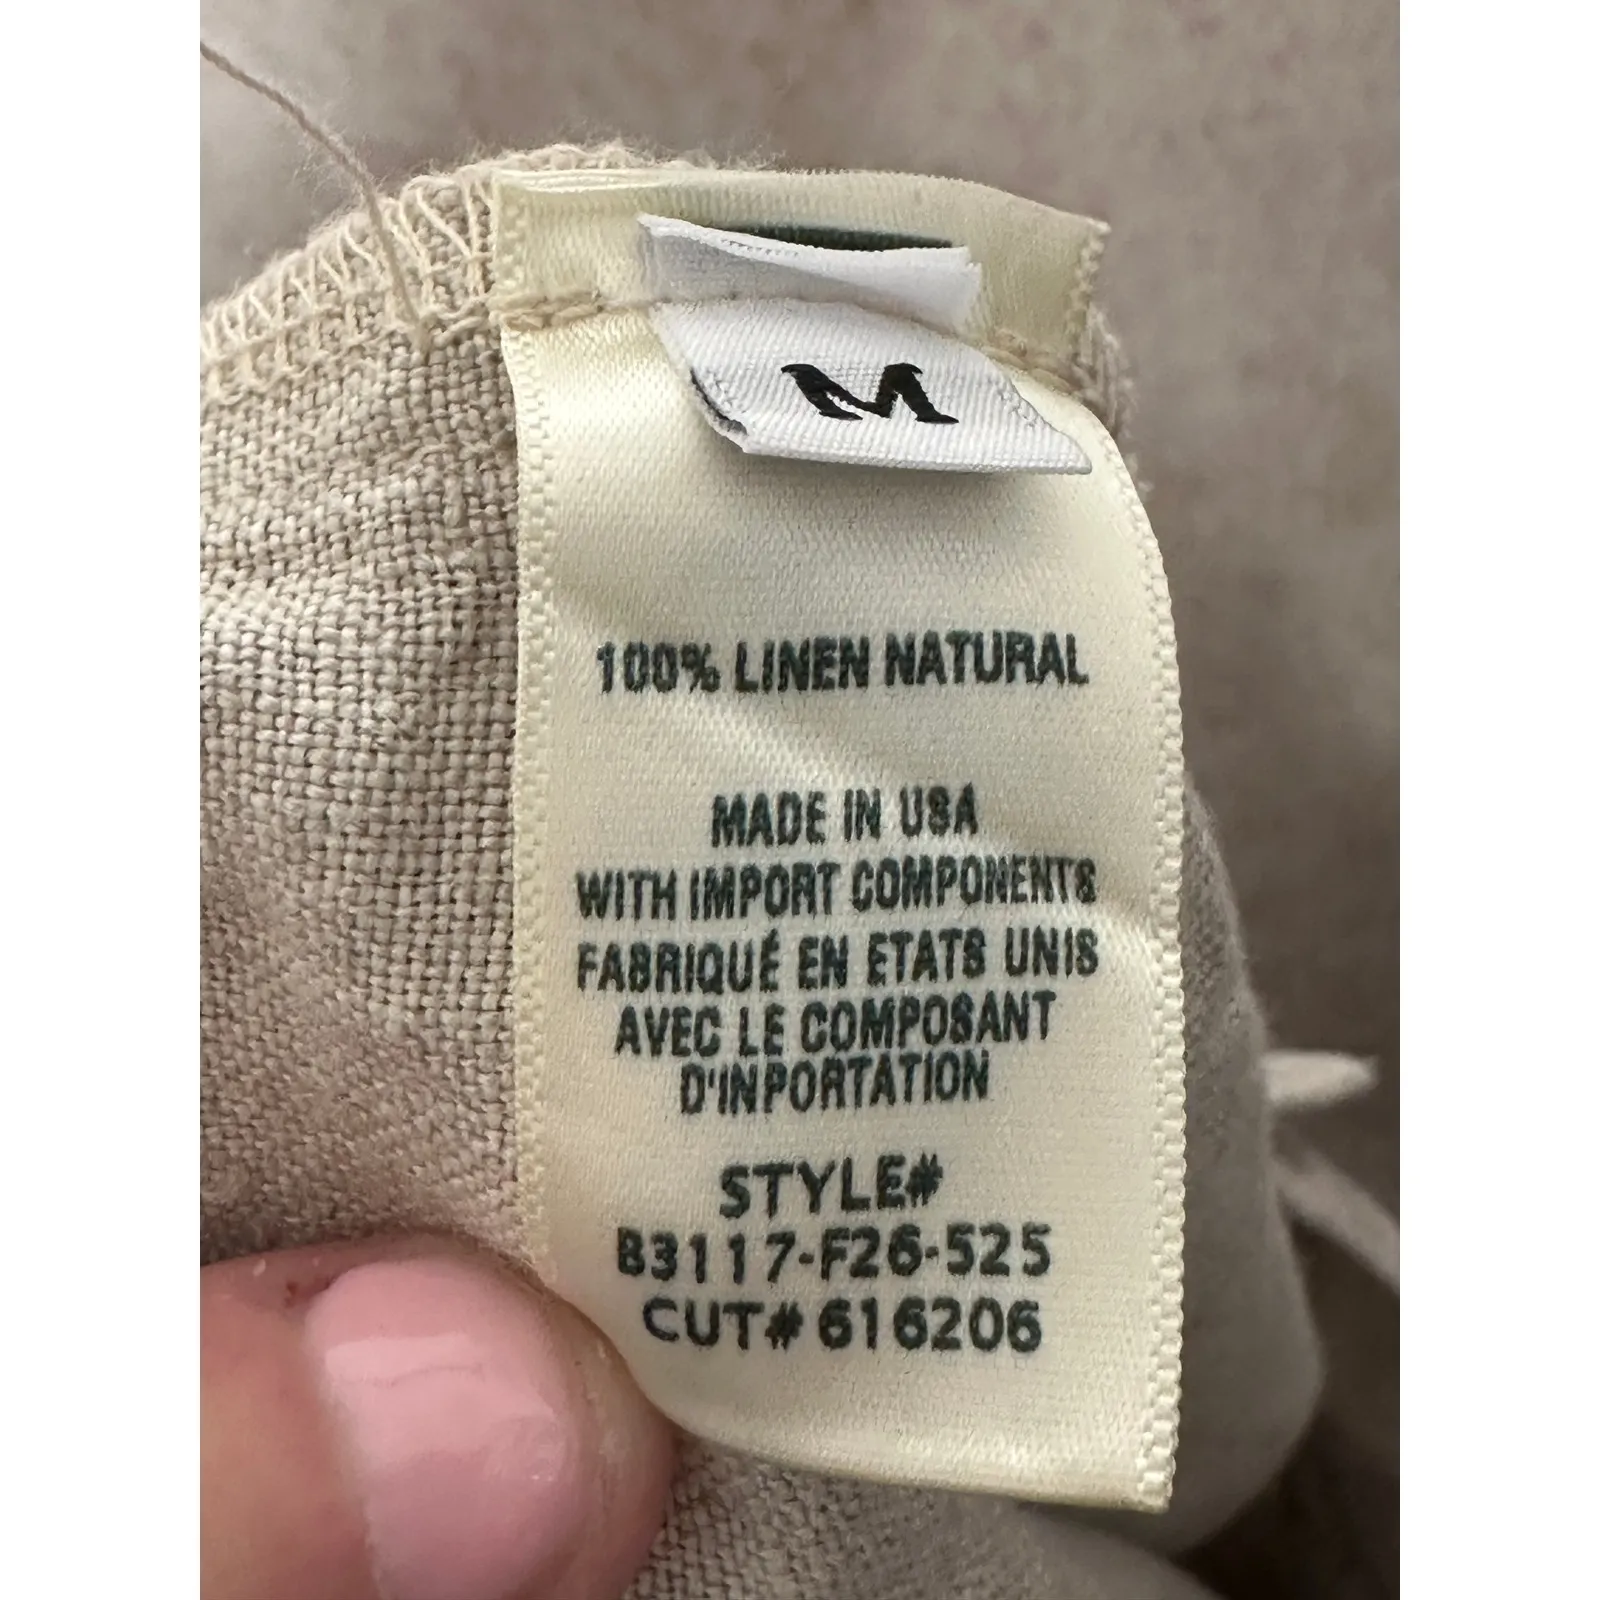 M
100% LINEN NATURAL
MADE IN USA
WITH IMPORT COMPONENTS
FABRIQUÉ EN ETATS UNIS
AVEC LE COMPOSANT
D'INPORTATION
STYLE#
B3117-F26-525
CUT# 616206